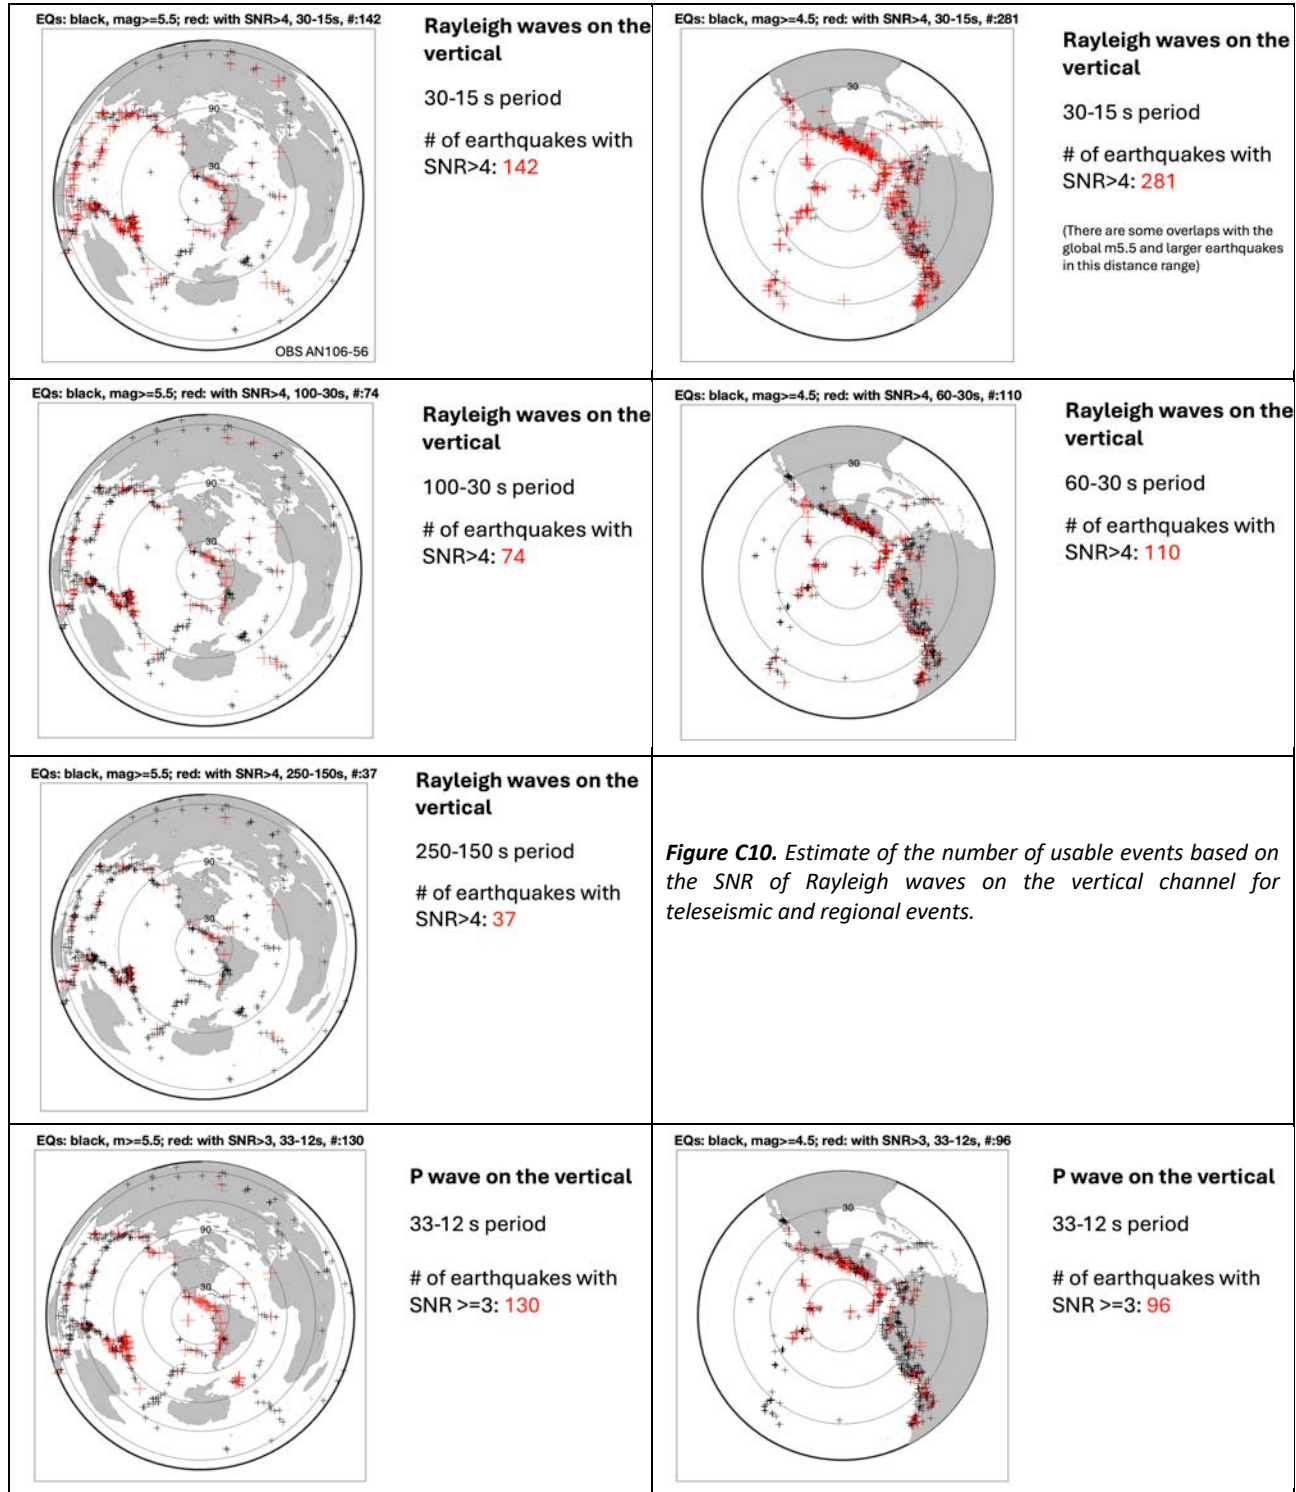 EQs: black, mag>=5.5; red: with SNR>4, 30-15s, #:142
90
30
OBS AN106-56
Rayleigh waves on the
vertical
30-15 s period
# of earthquakes with
SNR>4: 142
EQs: black, mag>=4.5; red: with SNR>4, 30-15s, #:281
30
Rayleigh waves on the
vertical
30-15 s period
# of earthquakes with
SNR>4: 281
(There are some overlaps with the
global m5.5 and larger earthquakes
in this distance range)
EQs: black, mag>=5.5; red: with SNR>4, 100-30s, #:74
90
30
Rayleigh waves on the
vertical
100-30 s period
# of earthquakes with
SNR>4: 74
EQs: black, mag>=4.5; red: with SNR>4, 60-30s, #:110
30
Rayleigh waves on the
vertical
60-30 s period
# of earthquakes with
SNR>4: 110
EQs: black, mag>=5.5; red: with SNR>4, 250-150s, #:37
90
30
Rayleigh waves on the
vertical
250-150 s period
# of earthquakes with
SNR>4: 37
Figure C10. Estimate of the number of usable events based on
the SNR of Rayleigh waves on the vertical channel for
teleseismic and regional events.
EQs: black, m>=5.5; red: with SNR>3, 33-12s, #:130
90
30
P wave on the vertical
33-12 s period
# of earthquakes with
SNR >=3: 130
EQs: black, mag>=4.5; red: with SNR>3, 33-12s, #:96
30
P wave on the vertical
33-12 s period
# of earthquakes with
SNR >=3: 96